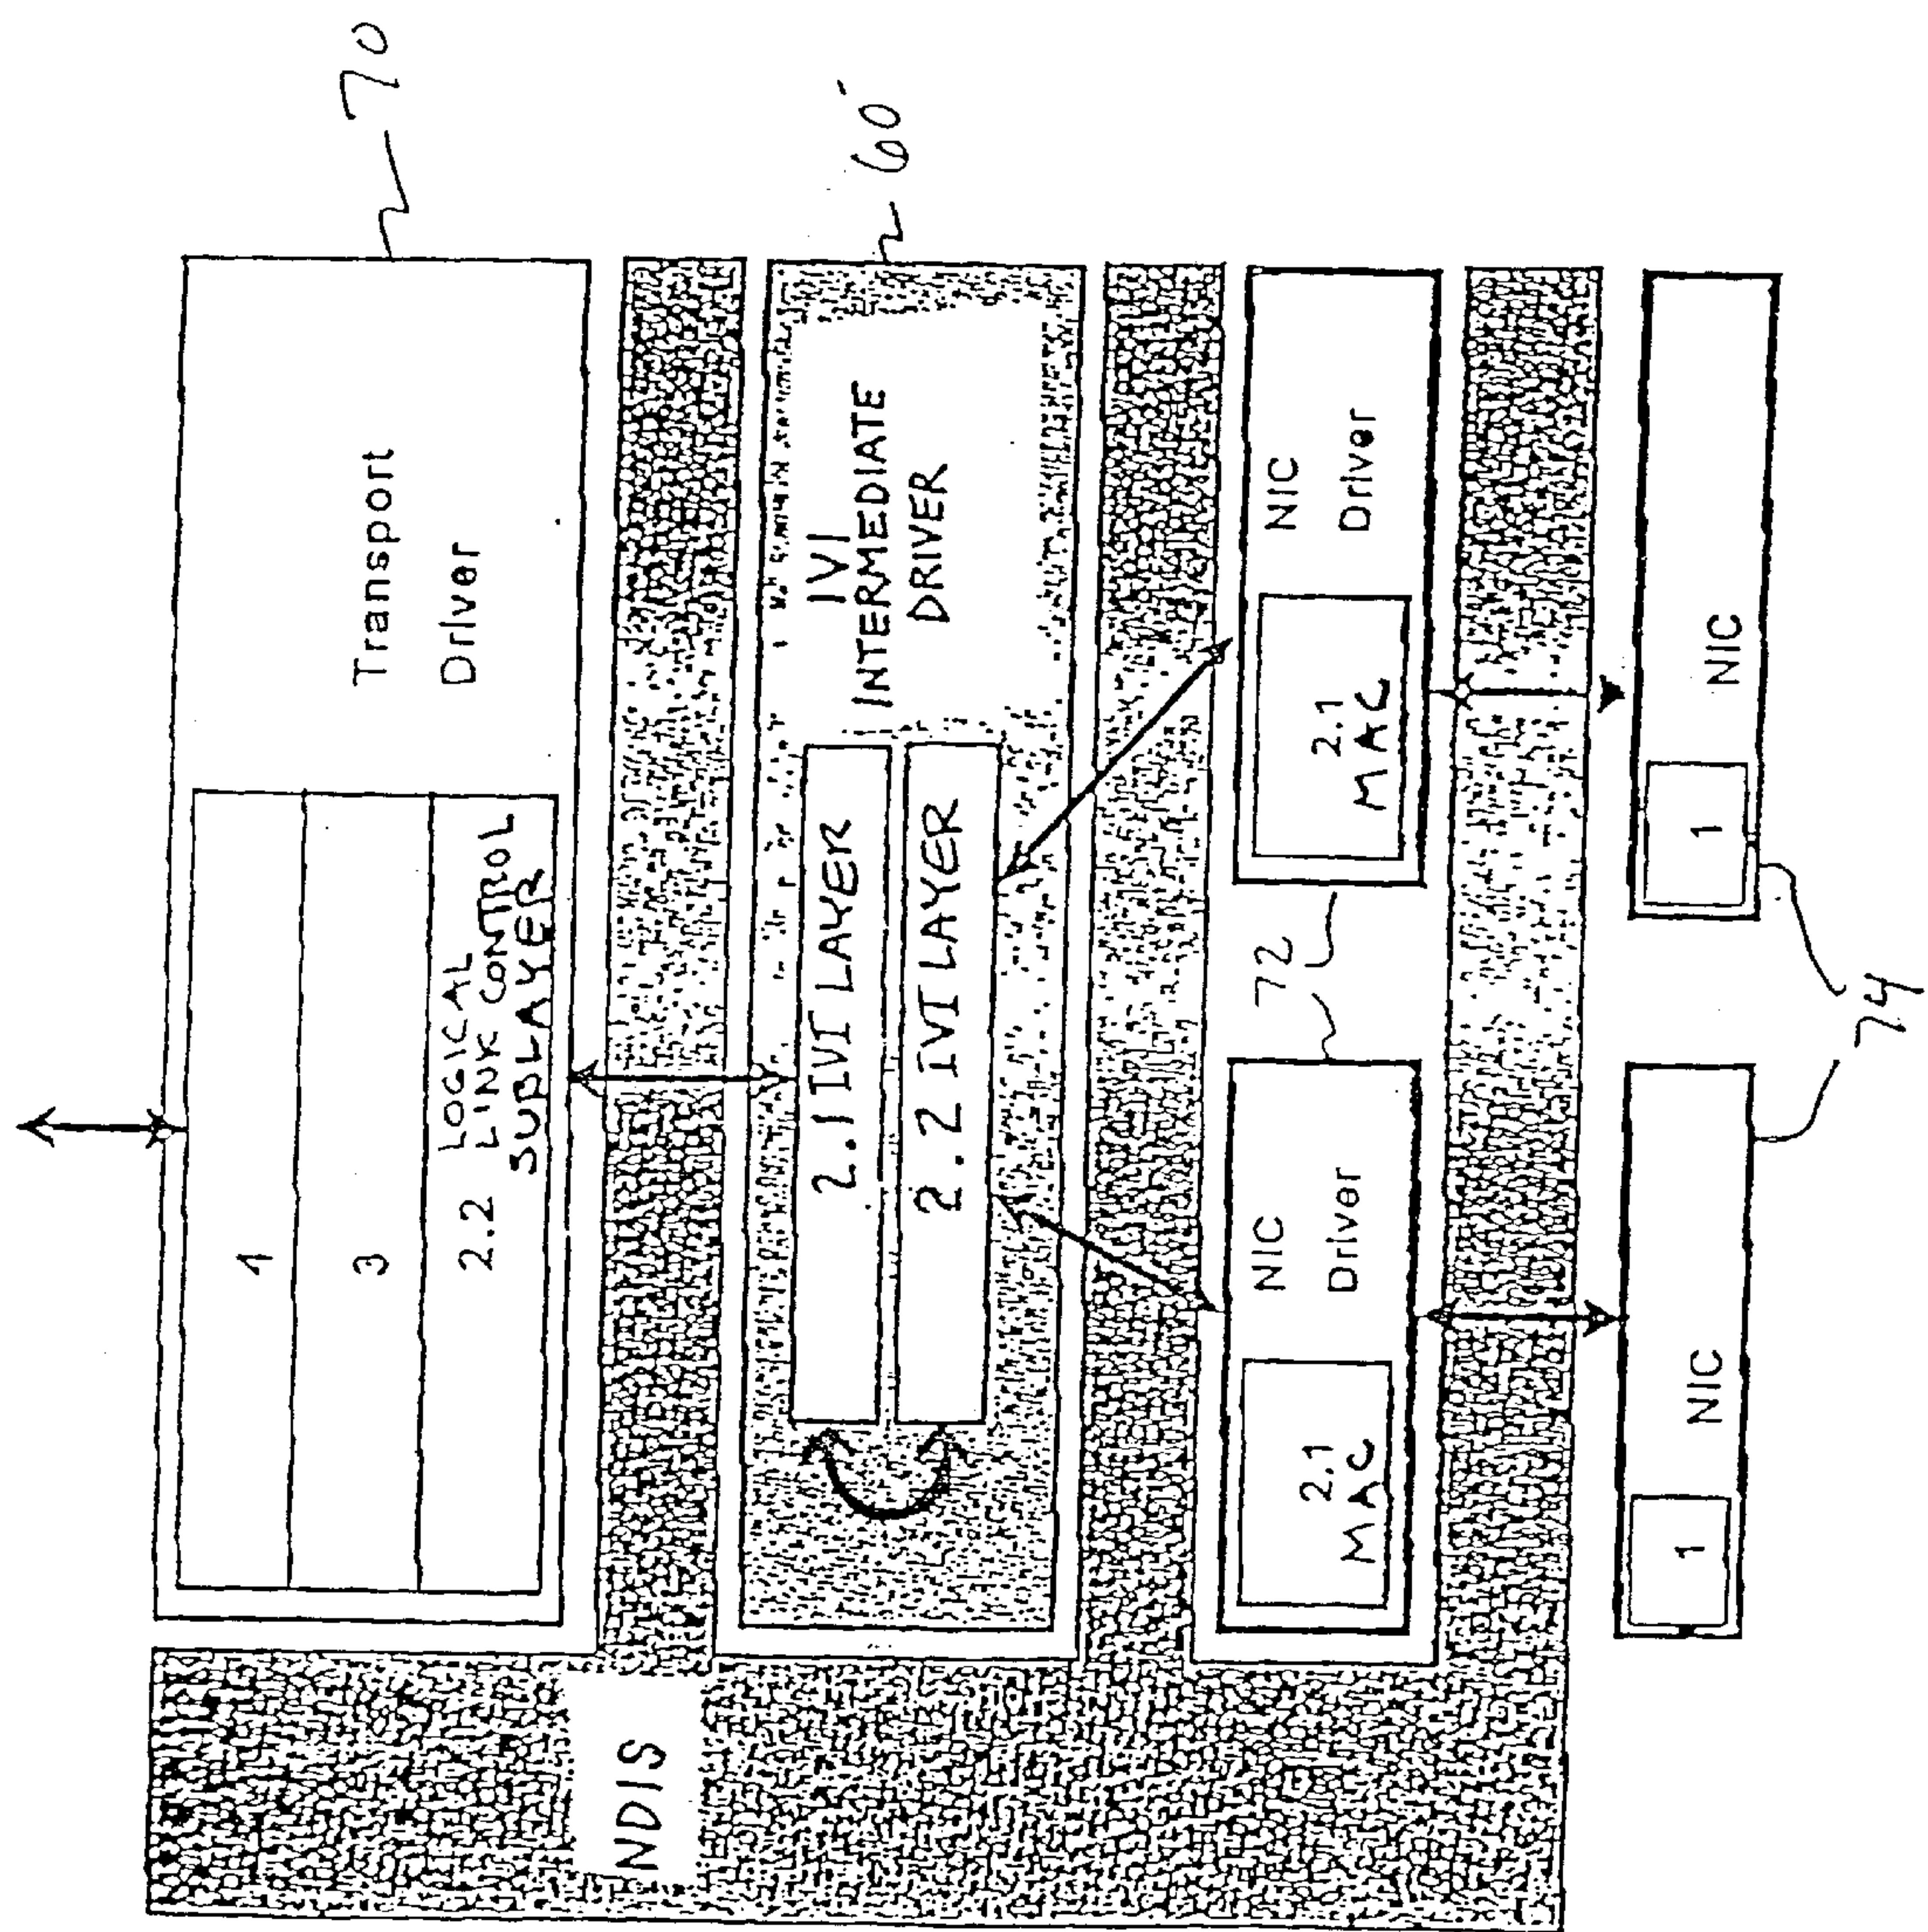 70
4
3
2.2 LOGICAL
LINK CONTROL
SUBLAYER
Transport
Driver
NDIS
60'
2.1 IVI LAYER
2.2 IVI LAYER
IVI
INTERMEDIATE
DRIVER
72
NIC
Driver
2.1
MAC
NIC
Driver
2.1
MAC
1
NIC
1
NIC
74